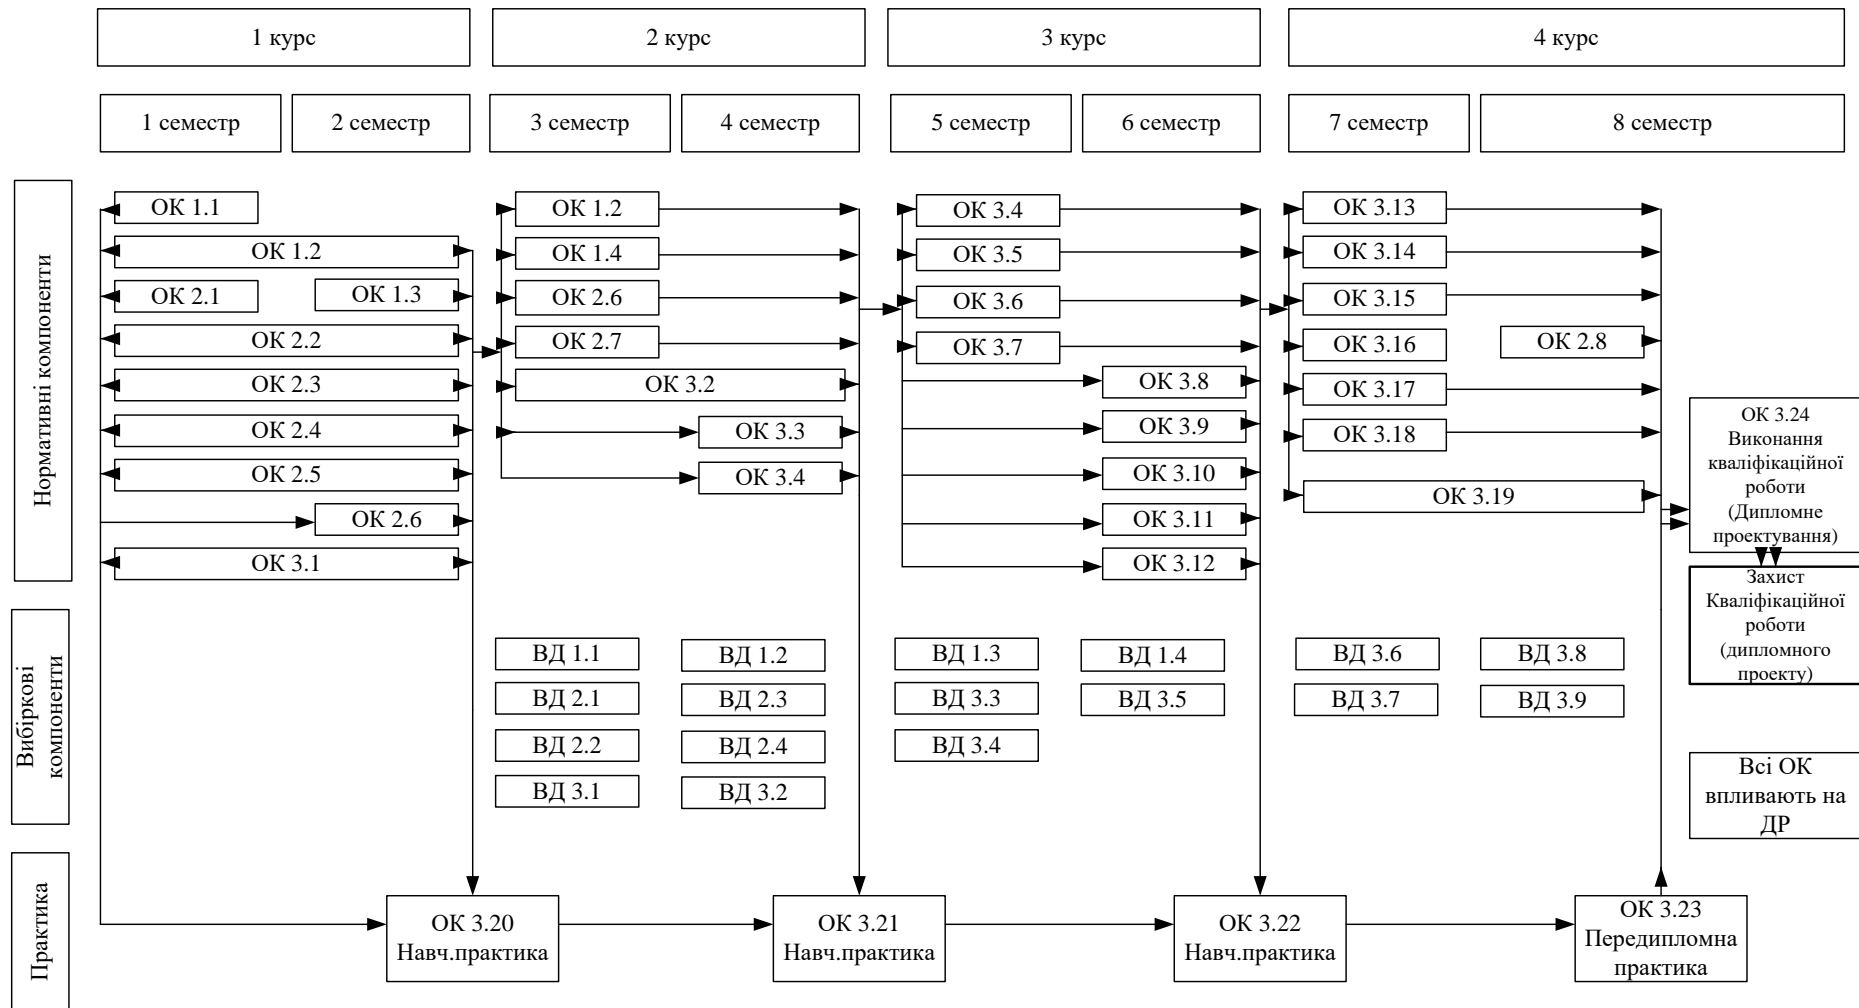 1 курс
2 курс
3 курс
4 курс
1 семестр
2 семестр
3 семестр
4 семестр
5 семестр
6 семестр
7 семестр
8 семестр
Нормативні компоненти
ОК 1.1
ОК 1.2
ОК 2.1
ОК 1.3
ОК 2.2
ОК 2.3
ОК 2.4
ОК 2.5
ОК 2.6
ОК 3.1
ОК 1.2
ОК 1.4
ОК 2.6
ОК 2.7
ОК 3.2
ОК 3.3
ОК 3.4
ОК 3.4
ОК 3.5
ОК 3.6
ОК 3.7
ОК 3.8
ОК 3.9
ОК 3.10
ОК 3.11
ОК 3.12
ОК 3.13
ОК 3.14
ОК 3.15
ОК 3.16
ОК 2.8
ОК 3.17
ОК 3.18
ОК 3.19
ОК 3.24
Виконання
кваліфікаційної
роботи
(Дипломне
проектування)
Захист
Кваліфікаційної
роботи
(дипломного
проекту)
Вибіркові
компоненти
ВД 1.1
ВД 1.2
ВД 1.3
ВД 1.4
ВД 3.6
ВД 3.8
ВД 2.1
ВД 2.3
ВД 3.3
ВД 3.5
ВД 3.7
ВД 3.9
ВД 2.2
ВД 2.4
ВД 3.4
ВД 3.1
ВД 3.2
Всі ОК
впливають на
ДР
Практика
ОК 3.20
Навч.практика
ОК 3.21
Навч.практика
ОК 3.22
Навч.практика
ОК 3.23
Передипломна
практика